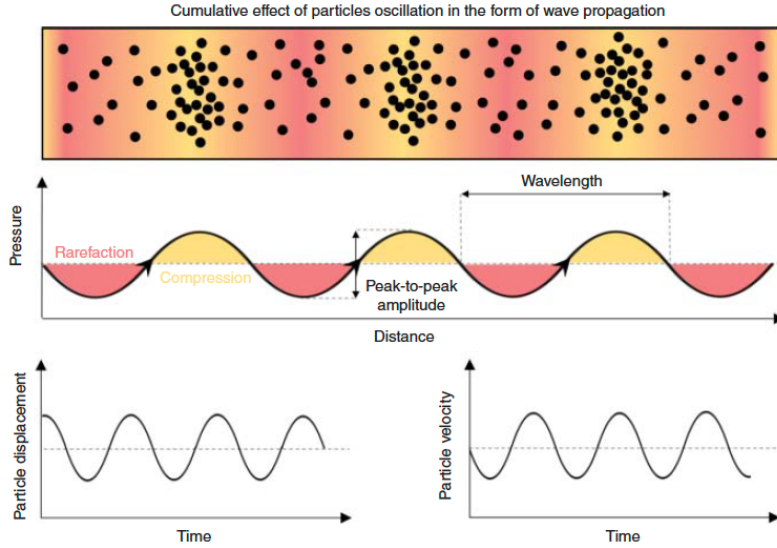 Cumulative effect of particles oscillation in the form of wave propagation
Pressure
Wavelength
Rarefaction
Compression
Peak-to-peak
amplitude
Distance
Particle displacement
Time
Particle velocity
Time